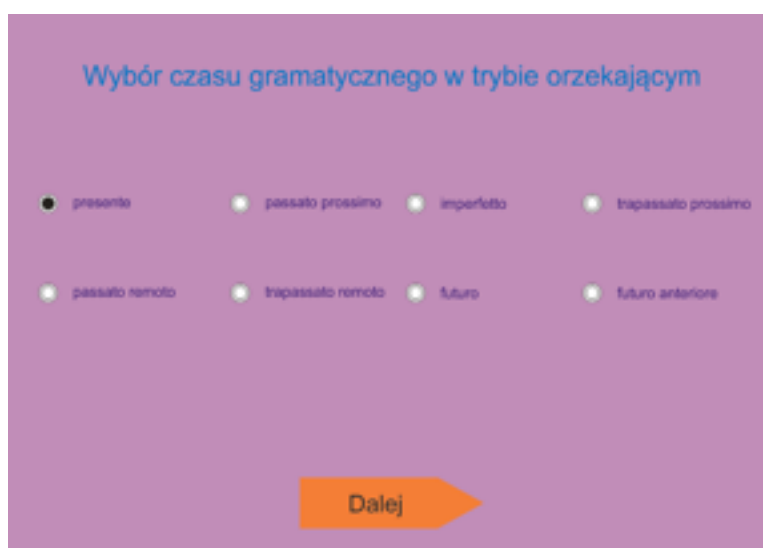 Wybór czasu gramatycznego w trybie orzekającym
presente passato prossimo imperfetto trapassato prossimo
passato remoto trapassato remoto futuro futuro anteriore
Dalej